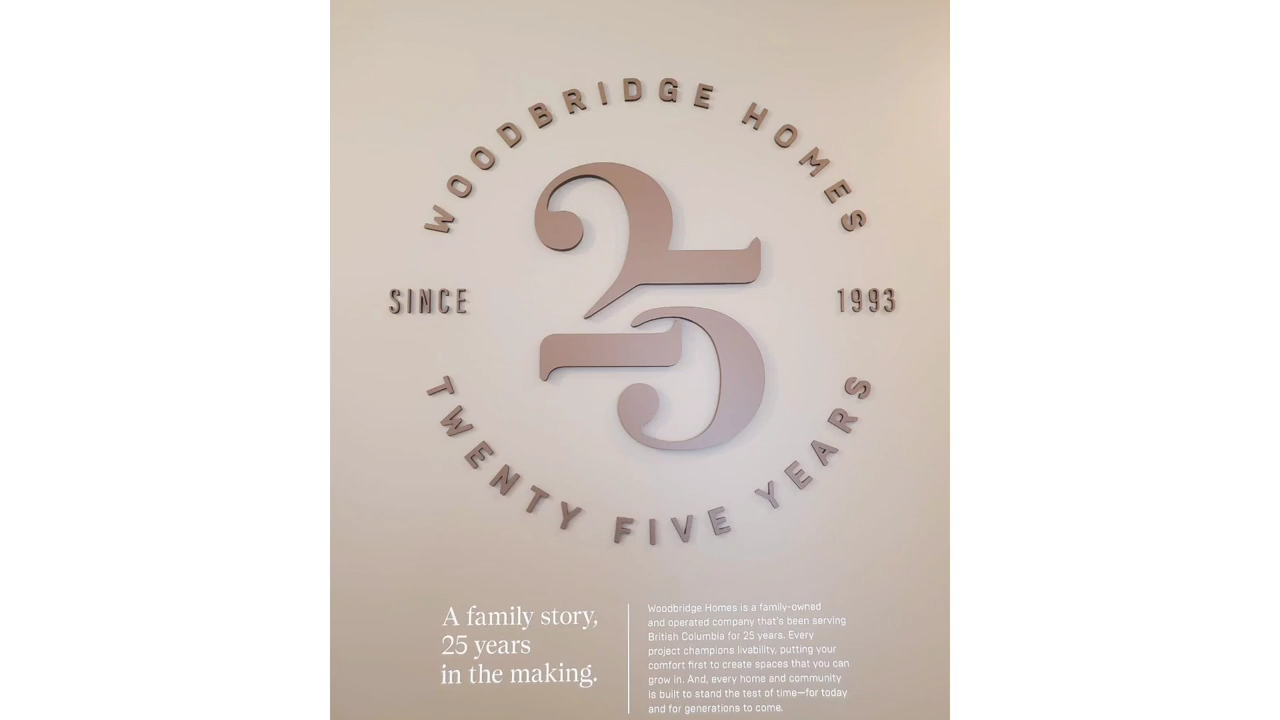 WOODBRIDGE HOMES
25
SINCE
1993
TWENTY FIVE YEARS
A family story,
25 years
in the making.
Woodbridge Homes is a family-owned
and operated company that's been serving
British Columbia for 25 years. Every
project champions livability, putting your
comfort first to create spaces that you can
grow in. And, every home and community
is built to stand the test of time—for today
and for generations to come.